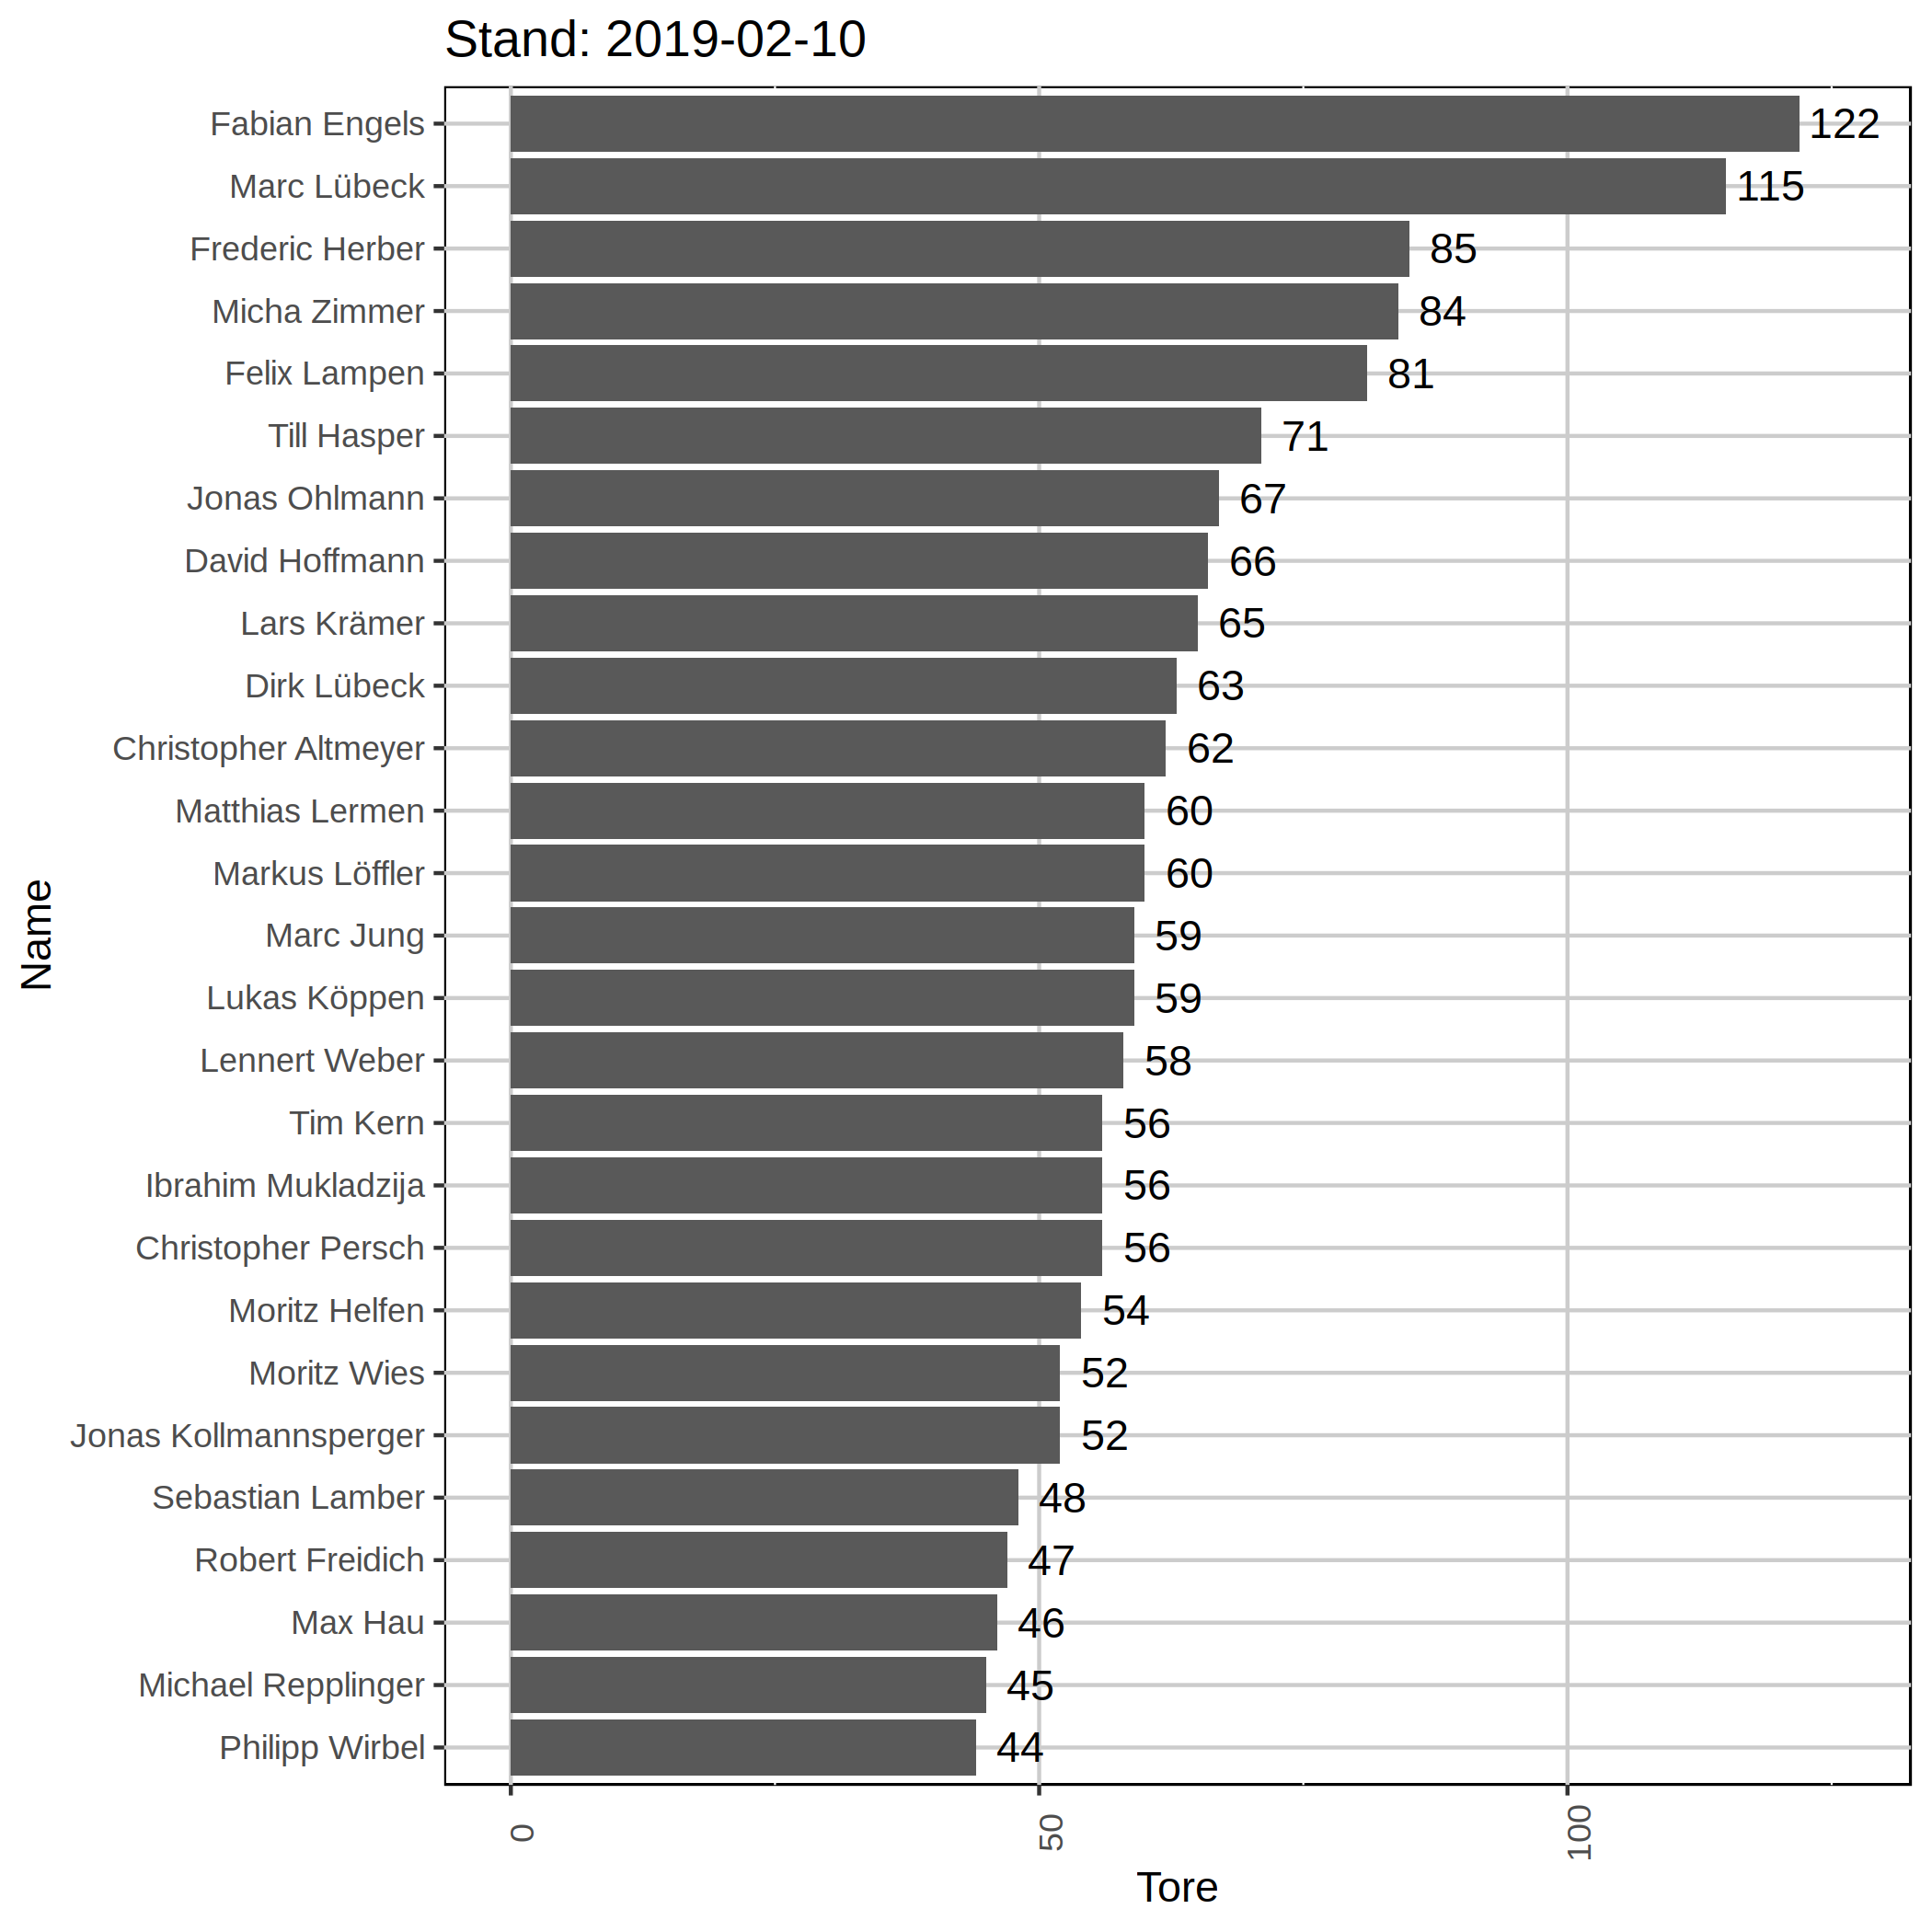 Stand: 2019-02-10
Fabian Engels 122
Marc Lübeck 115
Frederic Herber 85
Micha Zimmer 84
Felix Lampen 81
Till Hasper 71
Jonas Ohlmann 67
David Hoffmann 66
Lars Krämer 65
Dirk Lübeck 63
Christopher Altmeyer 62
Matthias Lermen 60
Markus Löffler 60
Marc Jung 59
Lukas Köppen 59
Lennert Weber 58
Tim Kern 56
Ibrahim Mukladzija 56
Christopher Persch 56
Moritz Helfen 54
Moritz Wies 52
Jonas Kollmannsperger 52
Sebastian Lamber 48
Robert Freidich 47
Max Hau 46
Michael Repplinger 45
Philipp Wirbel 44
Name
0 50 100
Tore